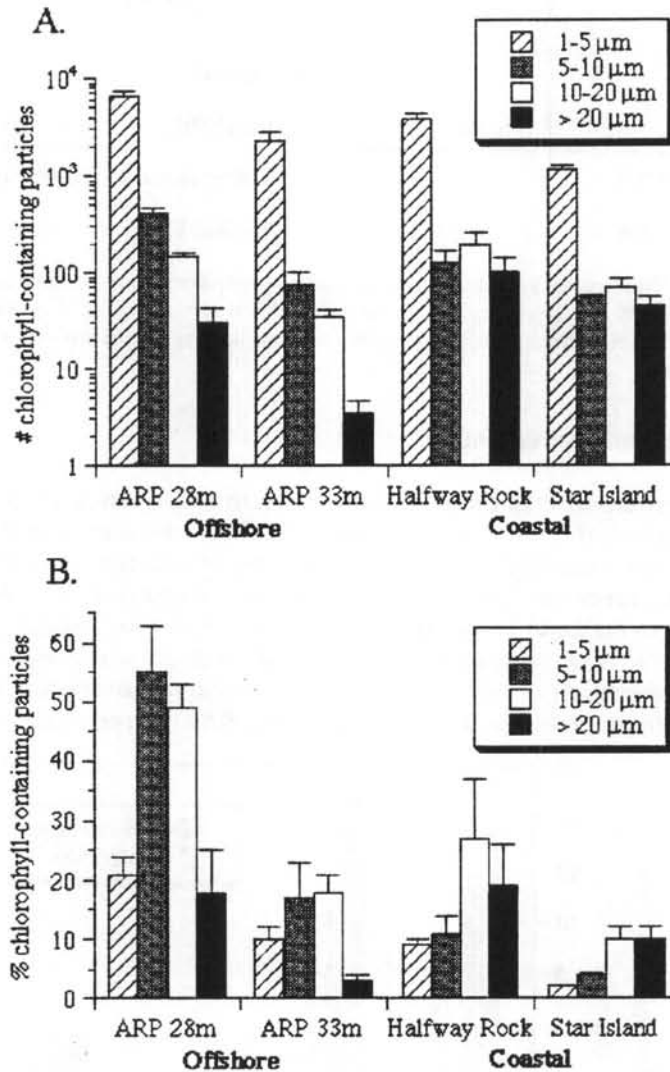 A.
1-5 µm
5-10 µm
10-20 µm
> 20 µm
# chlorophyll-containing particles
10⁴
10³
100
10
1
ARP 28m
ARP 33m
Halfway Rock
Star Island
Offshore
Coastal
B.
1-5 µm
5-10 µm
10-20 µm
> 20 µm
% chlorophyll-containing particles
60
50
40
30
20
10
0
ARP 28m
ARP 33m
Halfway Rock
Star Island
Offshore
Coastal